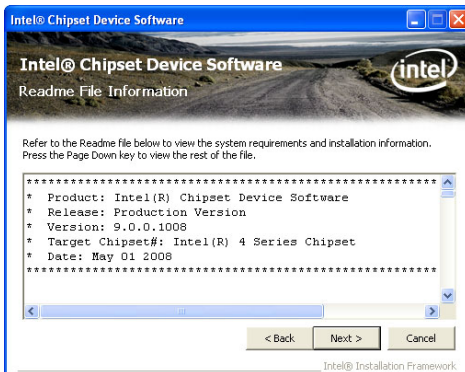 Intel® Chipset Device Software
Intel® Chipset Device Software
Readme File Information
intel
Refer to the Readme file below to view the system requirements and installation information.
Press the Page Down key to view the rest of the file.
*******************************************************
* Product: Intel(R) Chipset Device Software
* Release: Production Version
* Version: 9.0.0.1008
* Target Chipset#: Intel(R) 4 Series Chipset
* Date: May 01 2008
*******************************************************
< Back
Next >
Cancel
Intel® Installation Framework